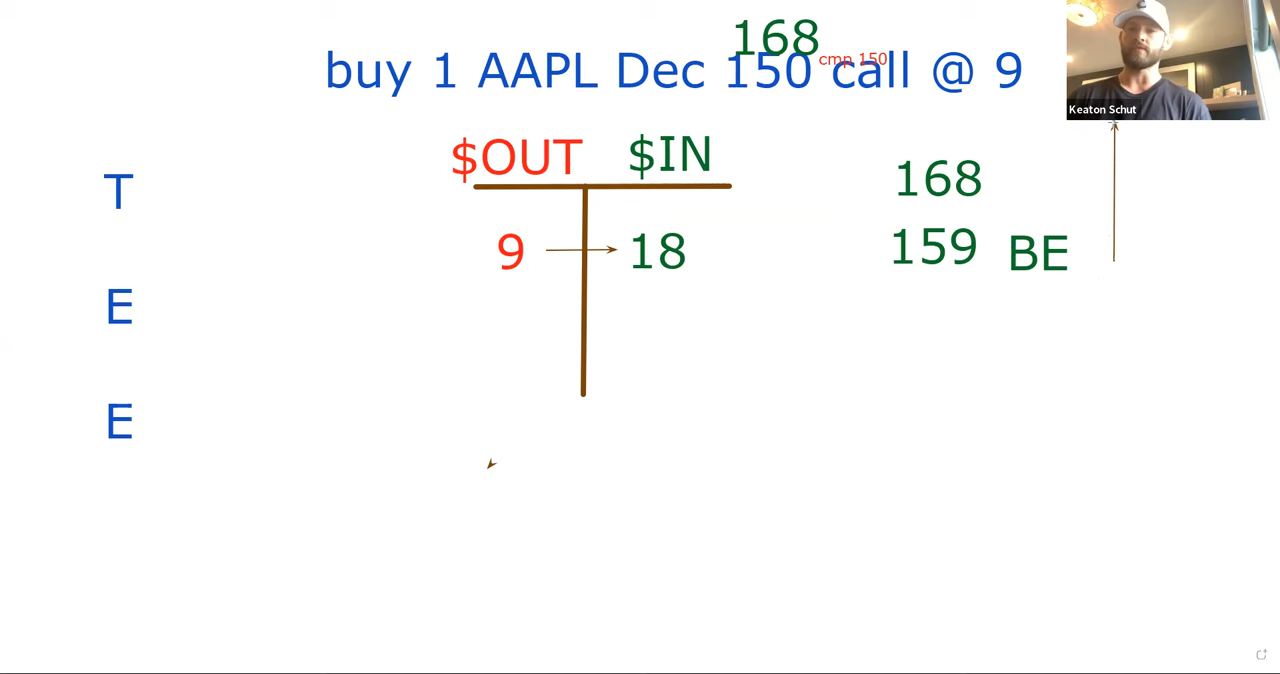 168
buy 1 AAPL Dec 150 call @ 9
cmp 150
Keaton Schut
$OUT $IN
T
168
9 18
159 BE
E
E